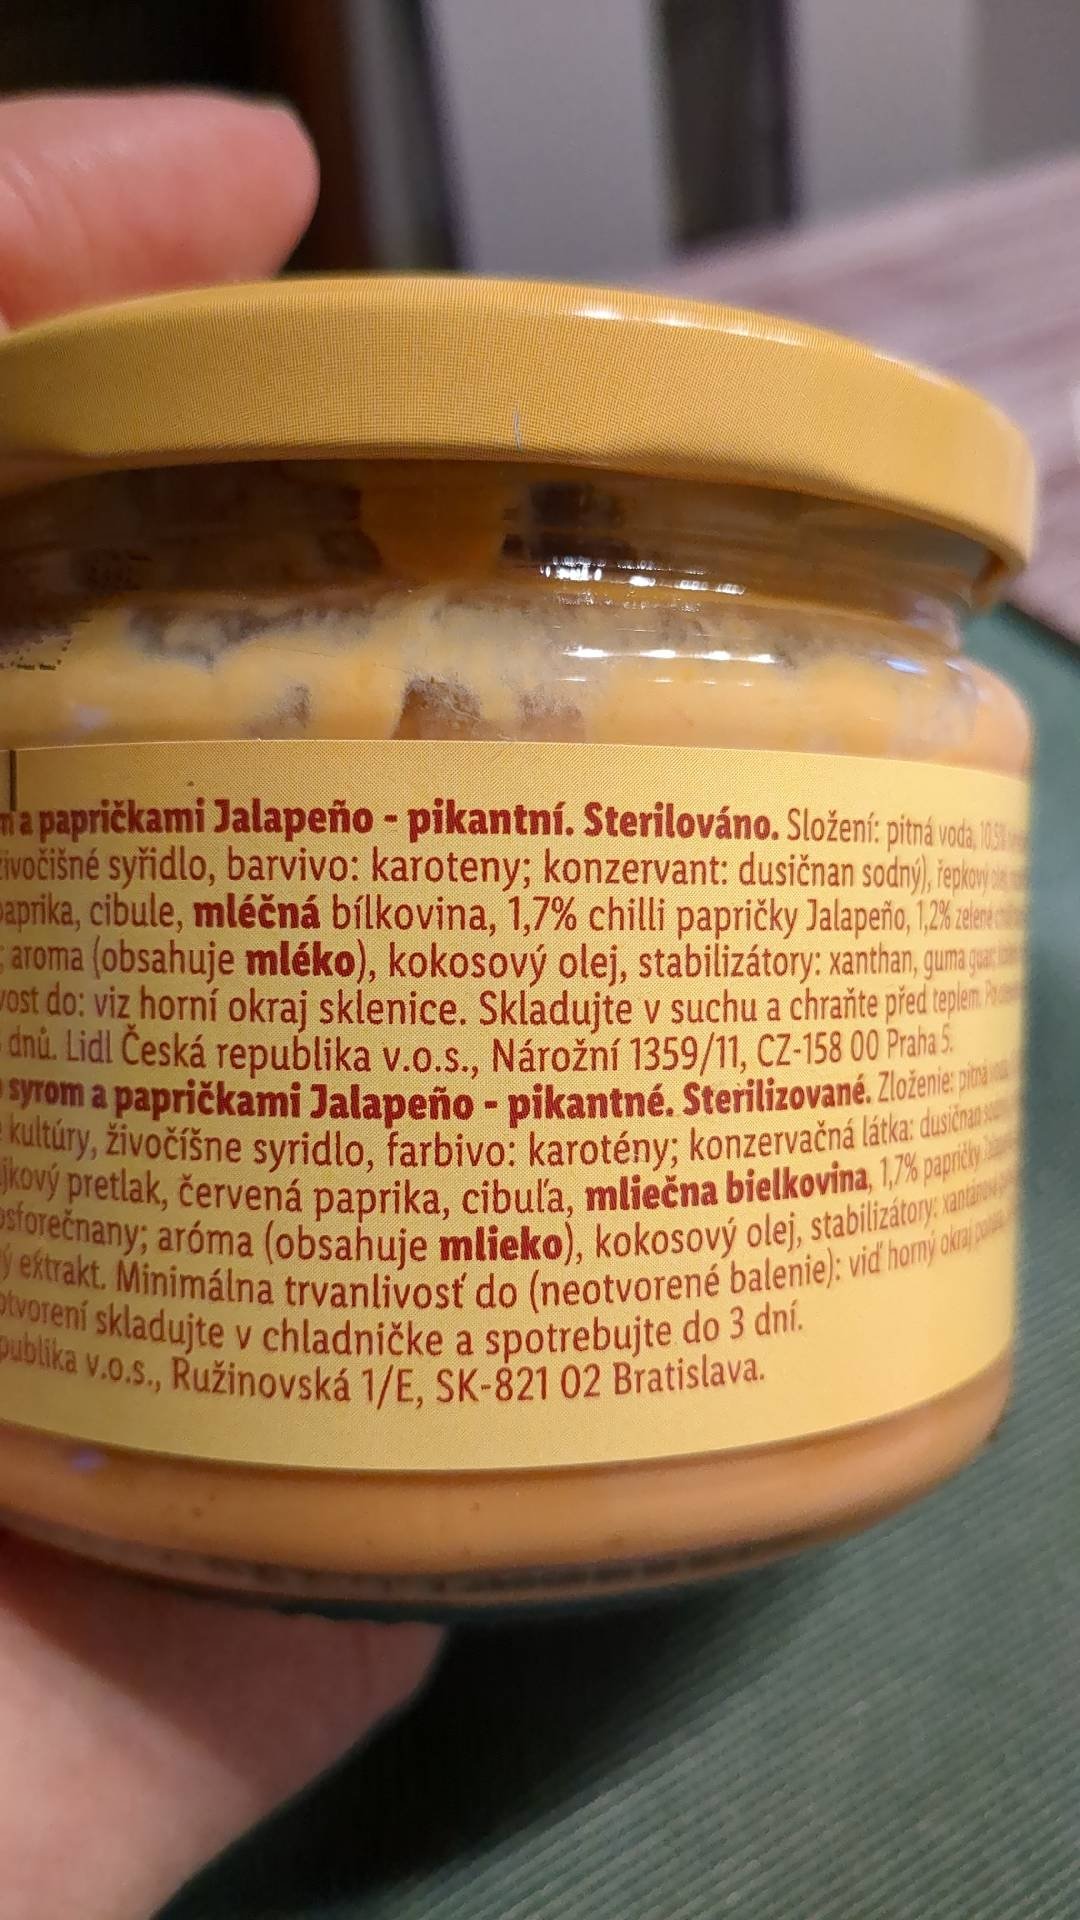 a papričkami Jalapeño - pikantní. Sterilováno. Složení: pitná voda, 10,5%
živočišné syřidlo, barvivo: karoteny; konzervant: dusičnan sodný), řepkový
paprika, cibule, mléčná bílkovina, 1,7% chilli papričky Jalapeño, 1,2% zelené
aroma (obsahuje mléko), kokosový olej, stabilizátory: xanthan, guma guar,
do: viz horní okraj sklenice. Skladujte v suchu a chraňte před teplem.
dnů. Lidl Česká republika v.o.s., Nárožní 1359/11, CZ-158 00 Praha 5.
syrom a papričkami Jalapeño - pikantné. Sterilizované. Zloženie: pitná
kultúry, živočíšne syridlo, farbivo: karotény; konzervačná látka: dusičnan
pretlak, červená paprika, cibuľa, mliečna bielkovina, 1,7% papričky
aróma (obsahuje mlieko), kokosový olej, stabilizátory:
extrakt. Minimálna trvanlivosť do (neotvorené balenie): viď horný okraj
otvorení skladujte v chladničke a spotrebujte do 3 dní.
v.o.s., Ružinovská 1/E, SK-821 02 Bratislava.